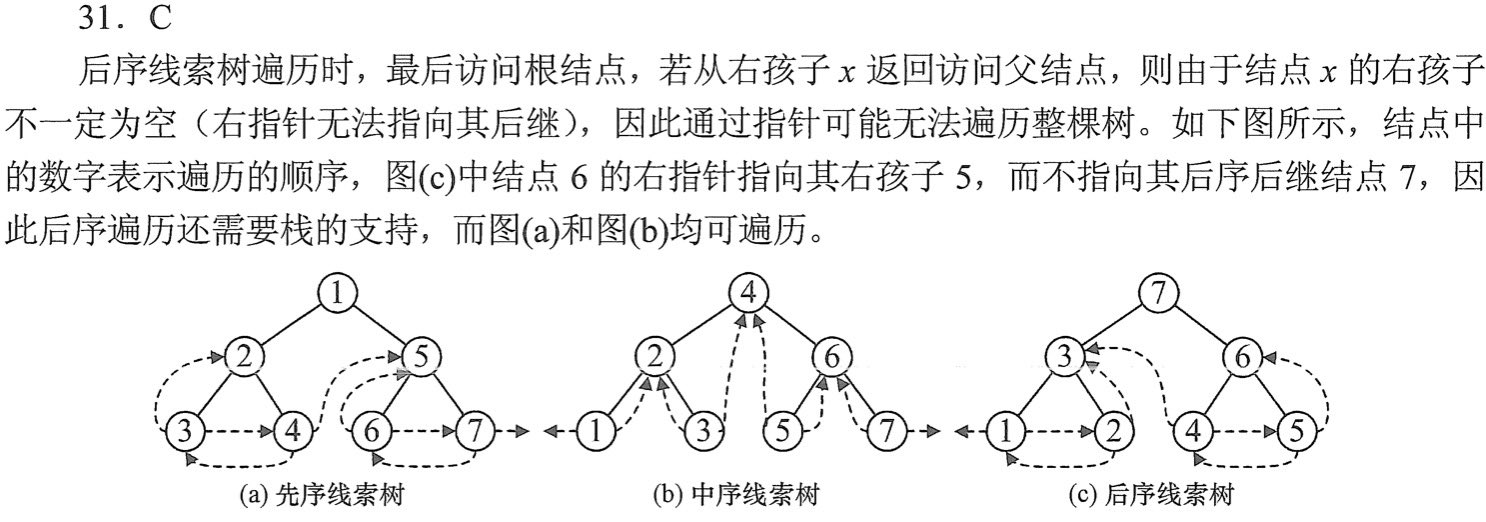 31．C
后序线索树遍历时，最后访问根结点，若从右孩子 x 返回访问父结点，则由于结点 x 的右孩子
不一定为空（右指针无法指向其后继），因此通过指针可能无法遍历整棵树。如下图所示，结点中
的数字表示遍历的顺序，图(c)中结点 6 的右指针指向其右孩子 5，而不指向其后序后继结点 7，因
此后序遍历还需要栈的支持，而图(a)和图(b)均可遍历。
1 4 7
2 5 2 6 3 6
3 4 6 7 1 3 5 7 1 2 4 5
(a) 先序线索树 (b) 中序线索树 (c) 后序线索树